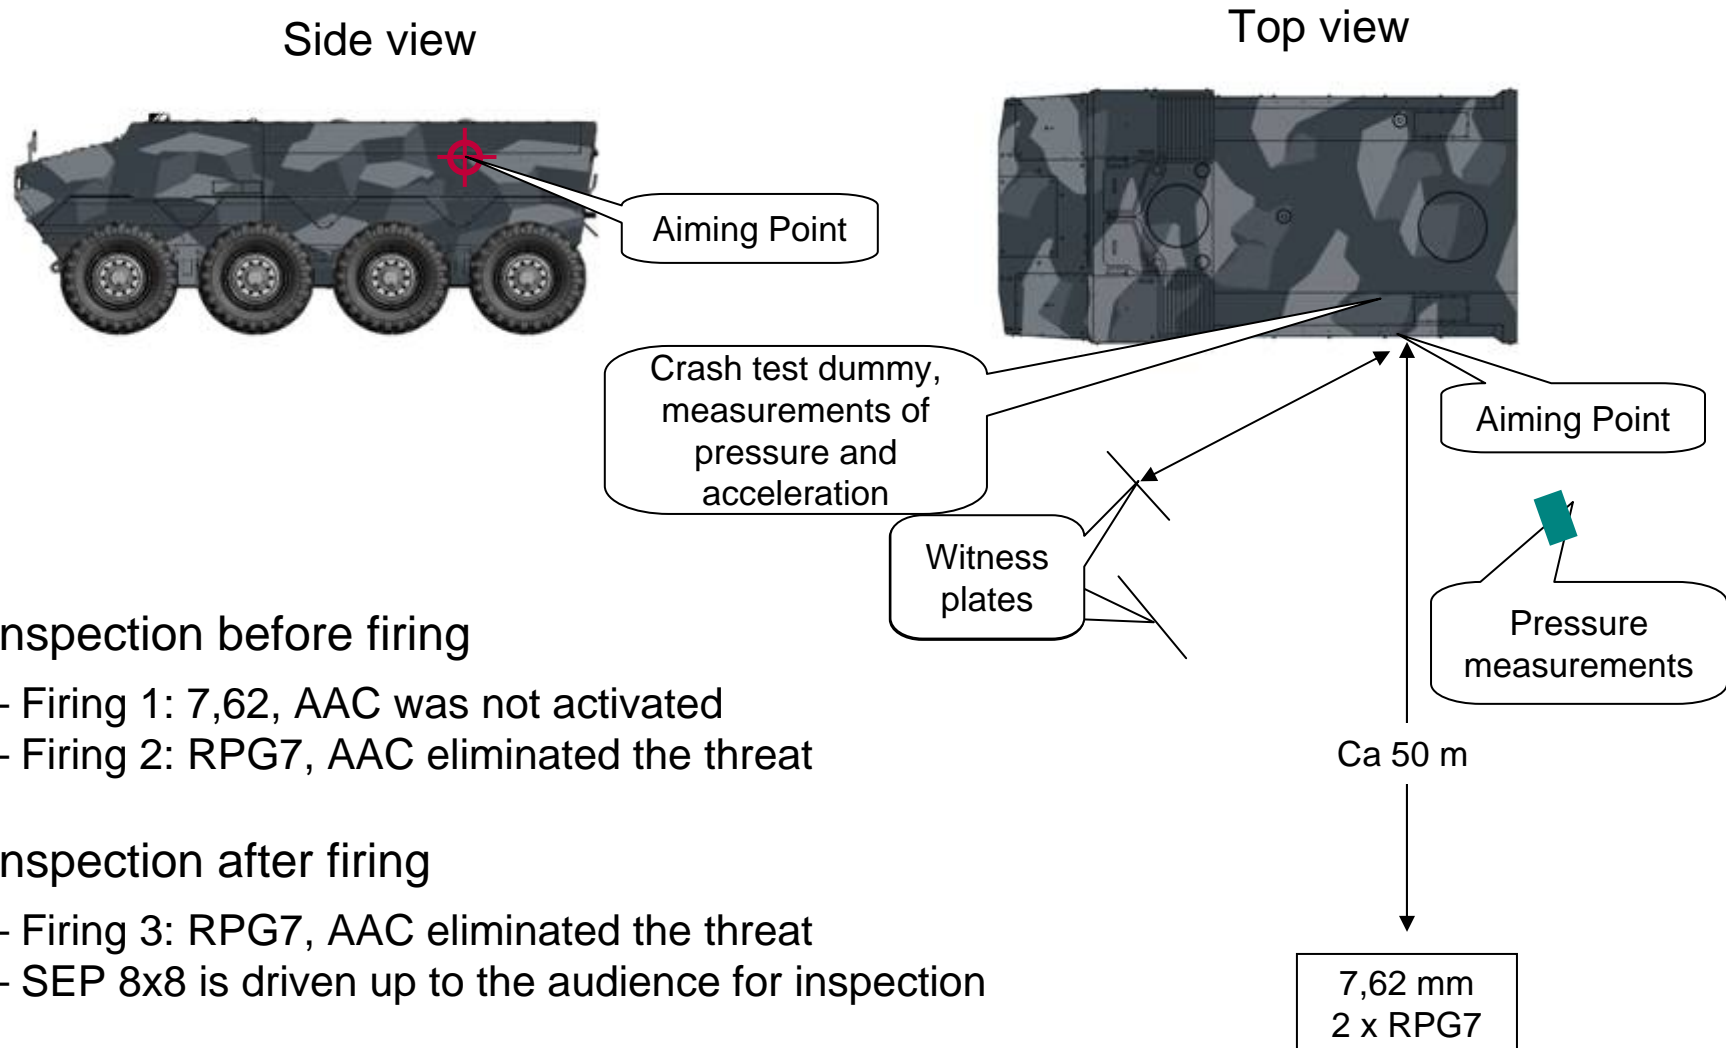 Side view
Top view
Aiming Point
Crash test dummy,
measurements of
pressure and
acceleration
Aiming Point
Witness
plates
Pressure
measurements
nspection before firing
- Firing 1: 7,62, AAC was not activated
- Firing 2: RPG7, AAC eliminated the threat
Ca 50 m
nspection after firing
- Firing 3: RPG7, AAC eliminated the threat
- SEP 8x8 is driven up to the audience for inspection
7,62 mm
2 x RPG7